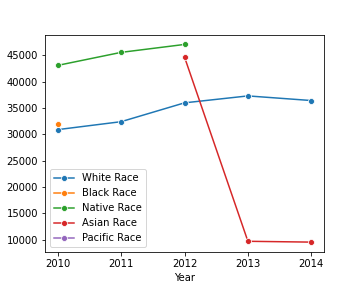 45000
40000
35000
30000
25000
20000
15000
10000
White Race
Black Race
Native Race
Asian Race
Pacific Race
2010 2011 2012 2013 2014
Year